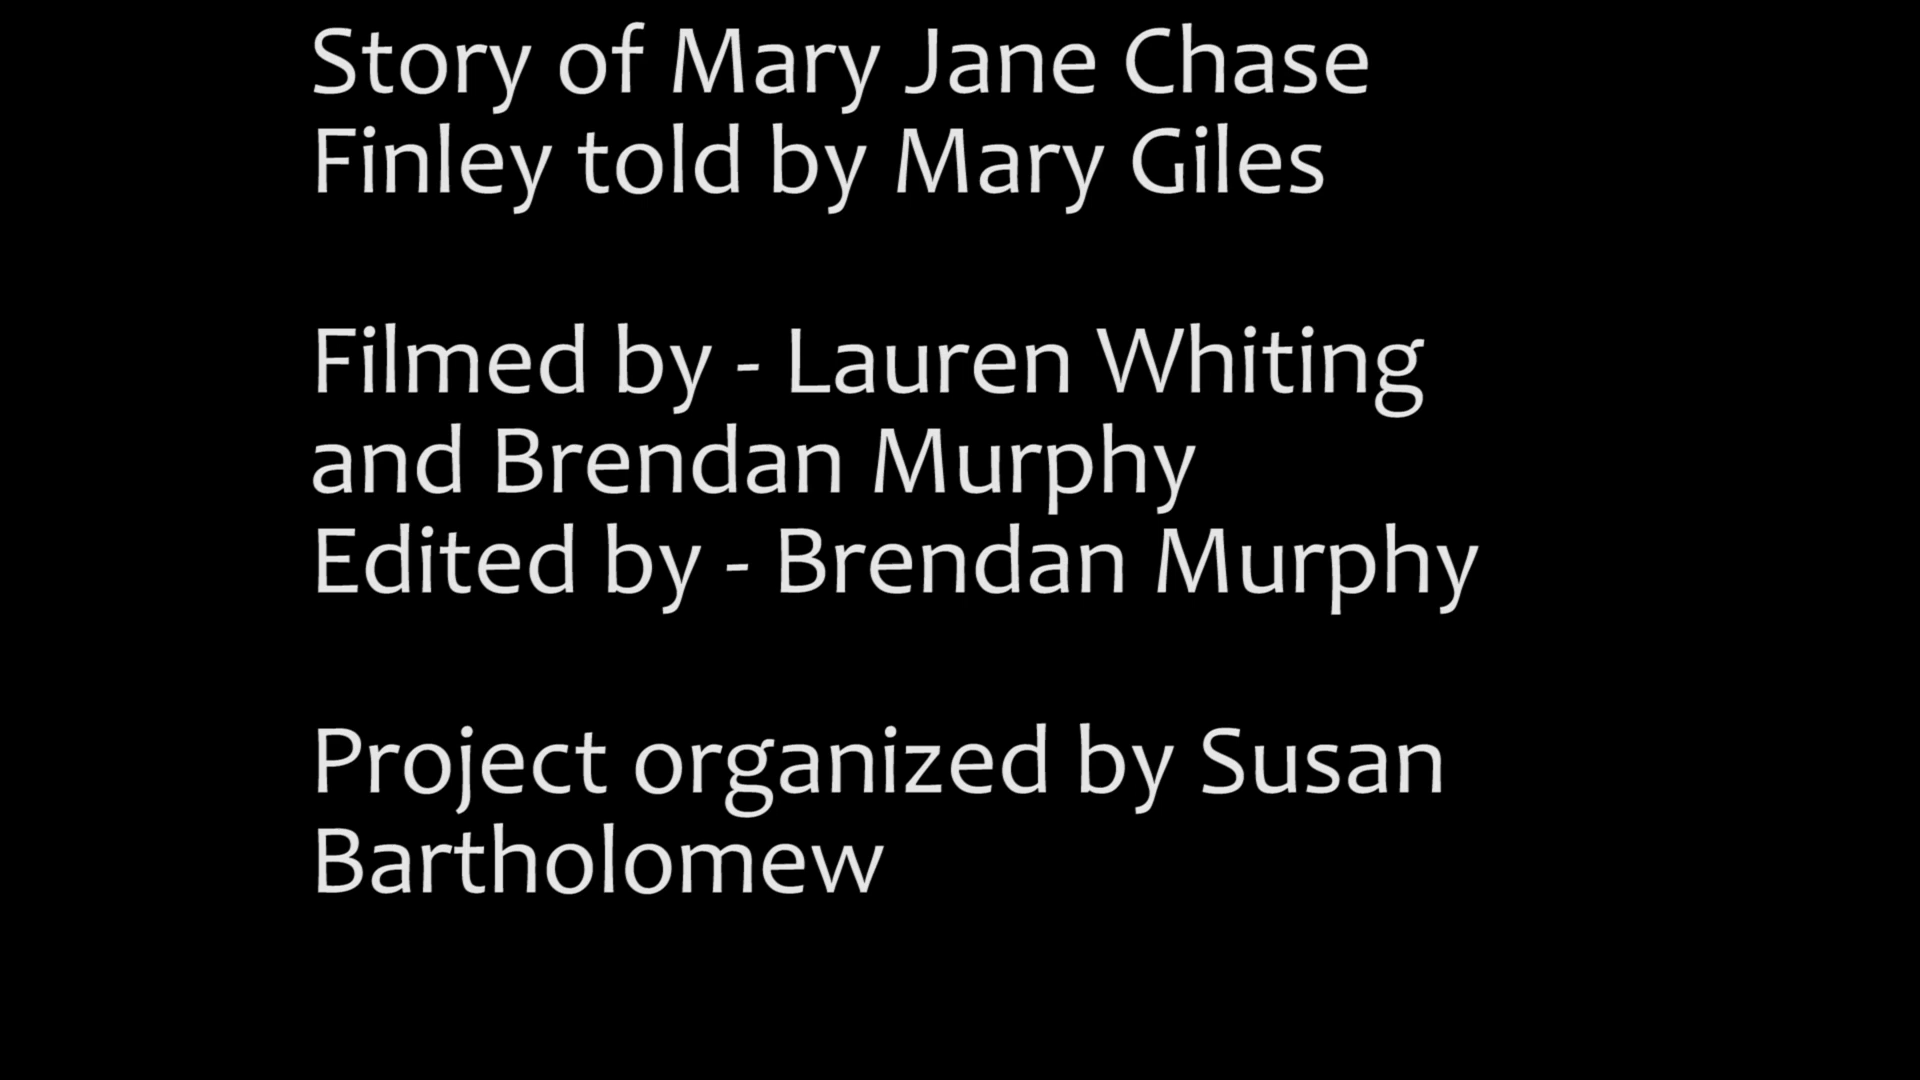 Story of Mary Jane Chase
Finley told by Mary Giles
Filmed by - Lauren Whiting
and Brendan Murphy
Edited by - Brendan Murphy
Project organized by Susan
Bartholomew